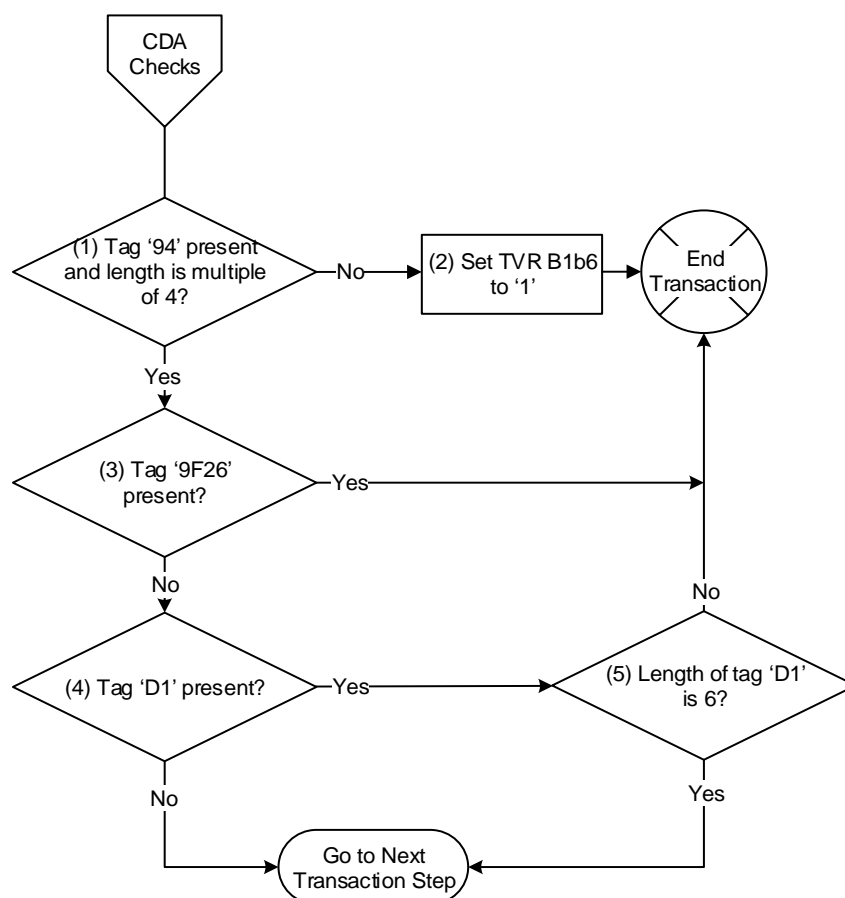 CDA
Checks
(1) Tag ‘94’ present
and length is multiple
of 4?
No
(2) Set TVR B1b6
to ‘1’
End
Transaction
Yes
(3) Tag ‘9F26’
present?
Yes
No
No
(4) Tag ‘D1’ present?
Yes
(5) Length of tag ‘D1’
is 6?
No
Yes
Go to Next
Transaction Step